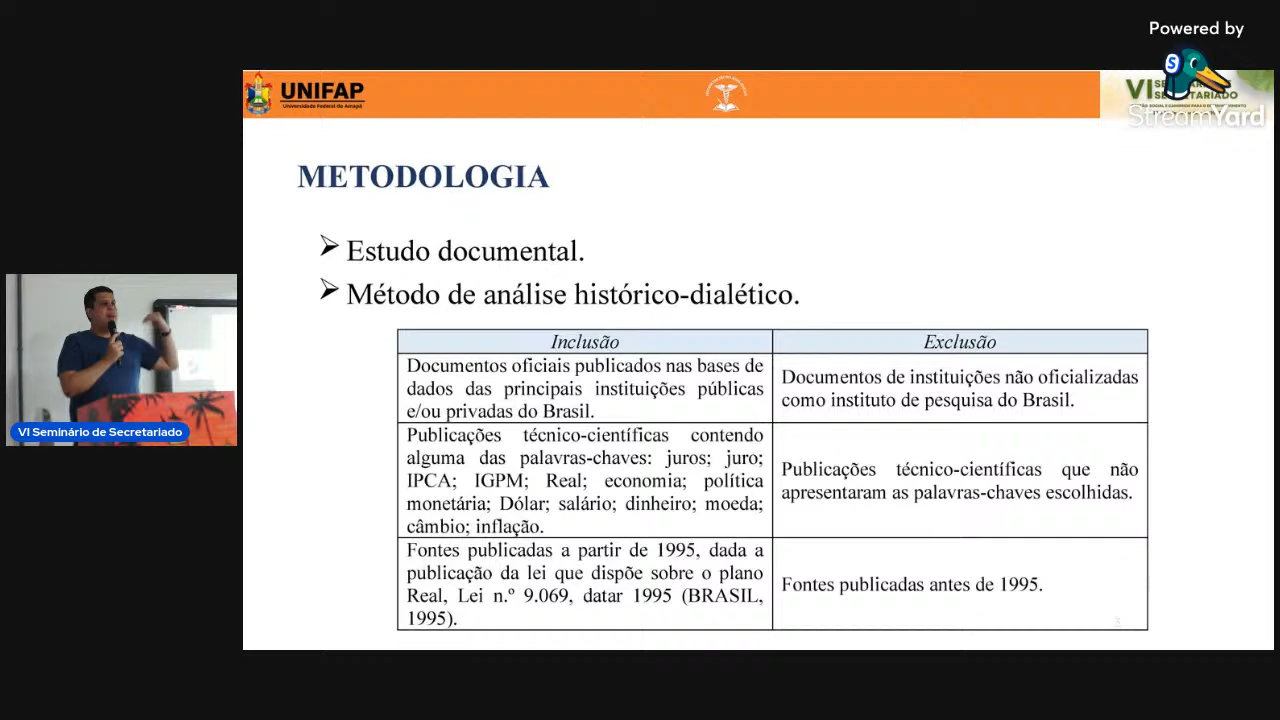 Powered by
StreamYard
UNIFAP
Universidade Federal do Amapá
VI
METODOLOGIA
Estudo documental.
Método de análise histórico-dialético.
Inclusão
Exclusão
Documentos oficiais publicados nas bases de
dados das principais instituições públicas
e/ou privadas do Brasil.
Documentos de instituições não oficializadas
como instituto de pesquisa do Brasil.
Publicações técnico-científicas contendo
alguma das palavras-chaves: juros; juro;
IPCA; IGPM; Real; economia; política
monetária; Dólar; salário; dinheiro; moeda;
câmbio; inflação.
Publicações técnico-científicas que não
apresentaram as palavras-chaves escolhidas.
Fontes publicadas a partir de 1995, dada a
publicação da lei que dispõe sobre o plano
Real, Lei n.º 9.069, datar 1995 (BRASIL,
1995).
Fontes publicadas antes de 1995.
VI Seminário de Secretariado